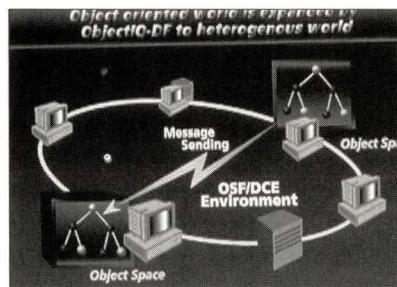 Object oriented world is expanded by
ObjectIQ-DF to heterogenous world
Message
Sending
Object Spa
OSF/DCE
Environment
Object Space